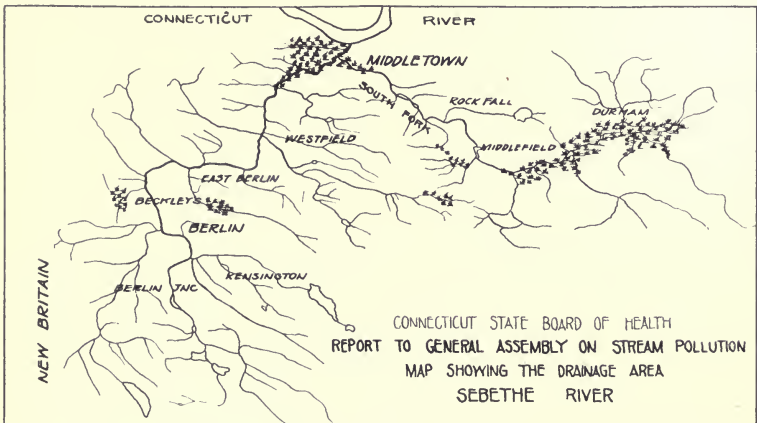 CONNECTICUT RIVER
MIDDLETOWN
SOUTH FORK
ROCK FALL
DURHAM
WESTFIELD
MIDDLEFIELD
EAST BERLIN
BECKLEYS
BERLIN
KENSINGTON
BERLIN JNC
NEW BRITAIN
CONNECTICUT STATE BOARD OF HEALTH
REPORT TO GENERAL ASSEMBLY ON STREAM POLLUTION
MAP SHOWING THE DRAINAGE AREA
SEBETHE RIVER